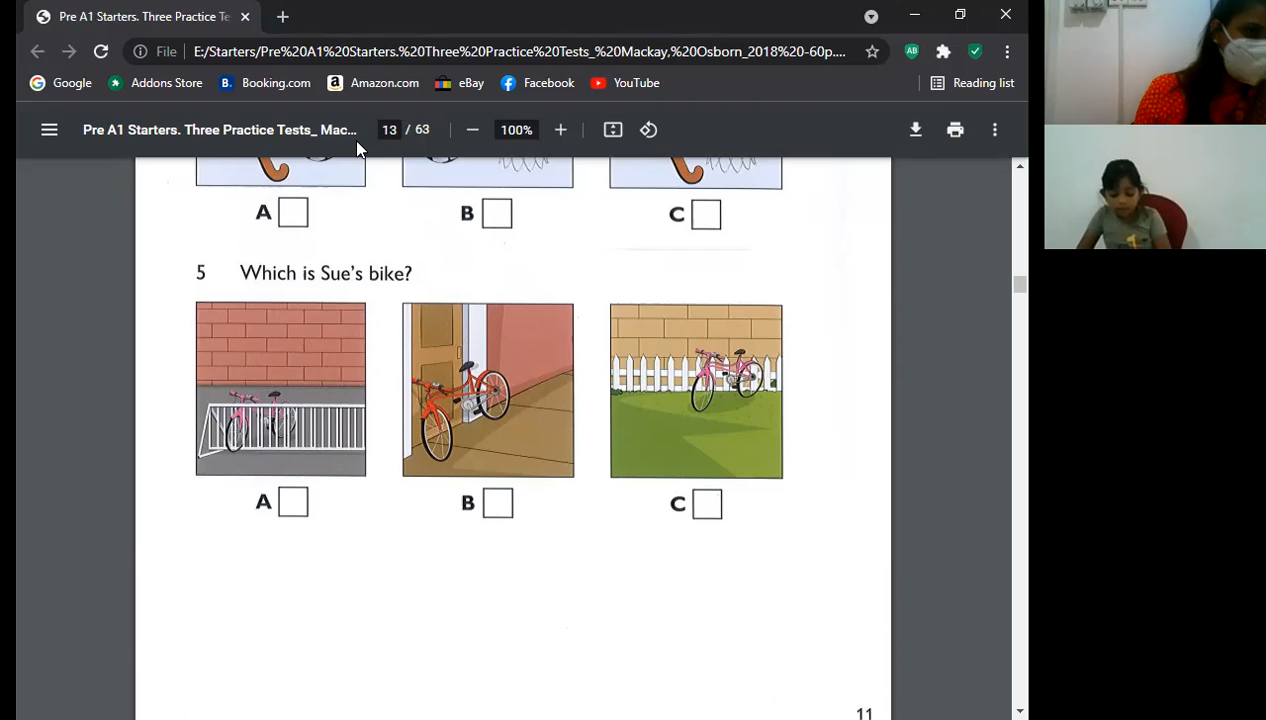 Pre A1 Starters. Three Practice Te
File E:/Starters/Pre%20A1%20Starters.%20Three%20Practice%20Tests_%20Mackay,%20Osborn_2018%20-60p....
AB
Google Addons Store B. Booking.com a Amazon.com eBay Facebook YouTube Reading list
Pre A1 Starters. Three Practice Tests_ Mac... 13 / 63 100%
A B C
5 Which is Sue's bike?
A B C
11